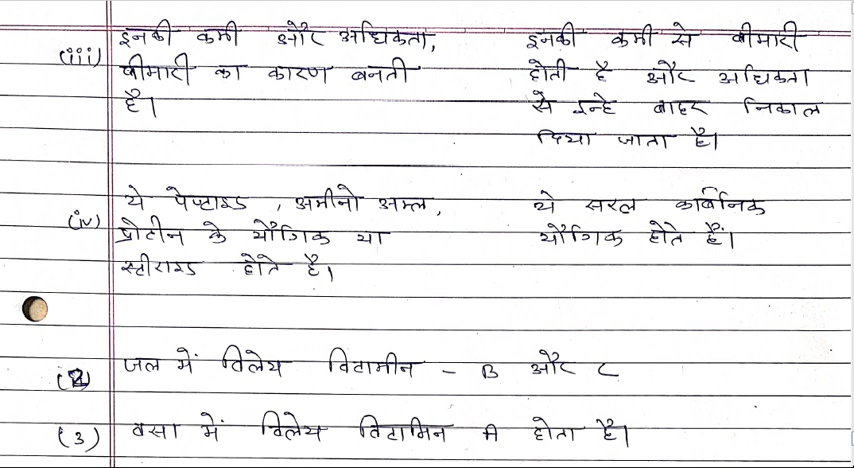 (iii) इनकी कमी और अधिकता, इनकी कमी से बीमारी
बीमारी का कारण बनती होती है और अधिकता
है। से इन्हे बाहर निकाल
दिया जाता है।
(iv) ये पेप्टाइड , अमीनो अम्ल, ये सरल कार्बनिक
प्रोटीन के यौगिक या यौगिक होते हैं।
स्टीराइड होते है।
(2) जल में विलेय विटामीन - B और C
(3) वसा में विलेय विटामिन A होता है।